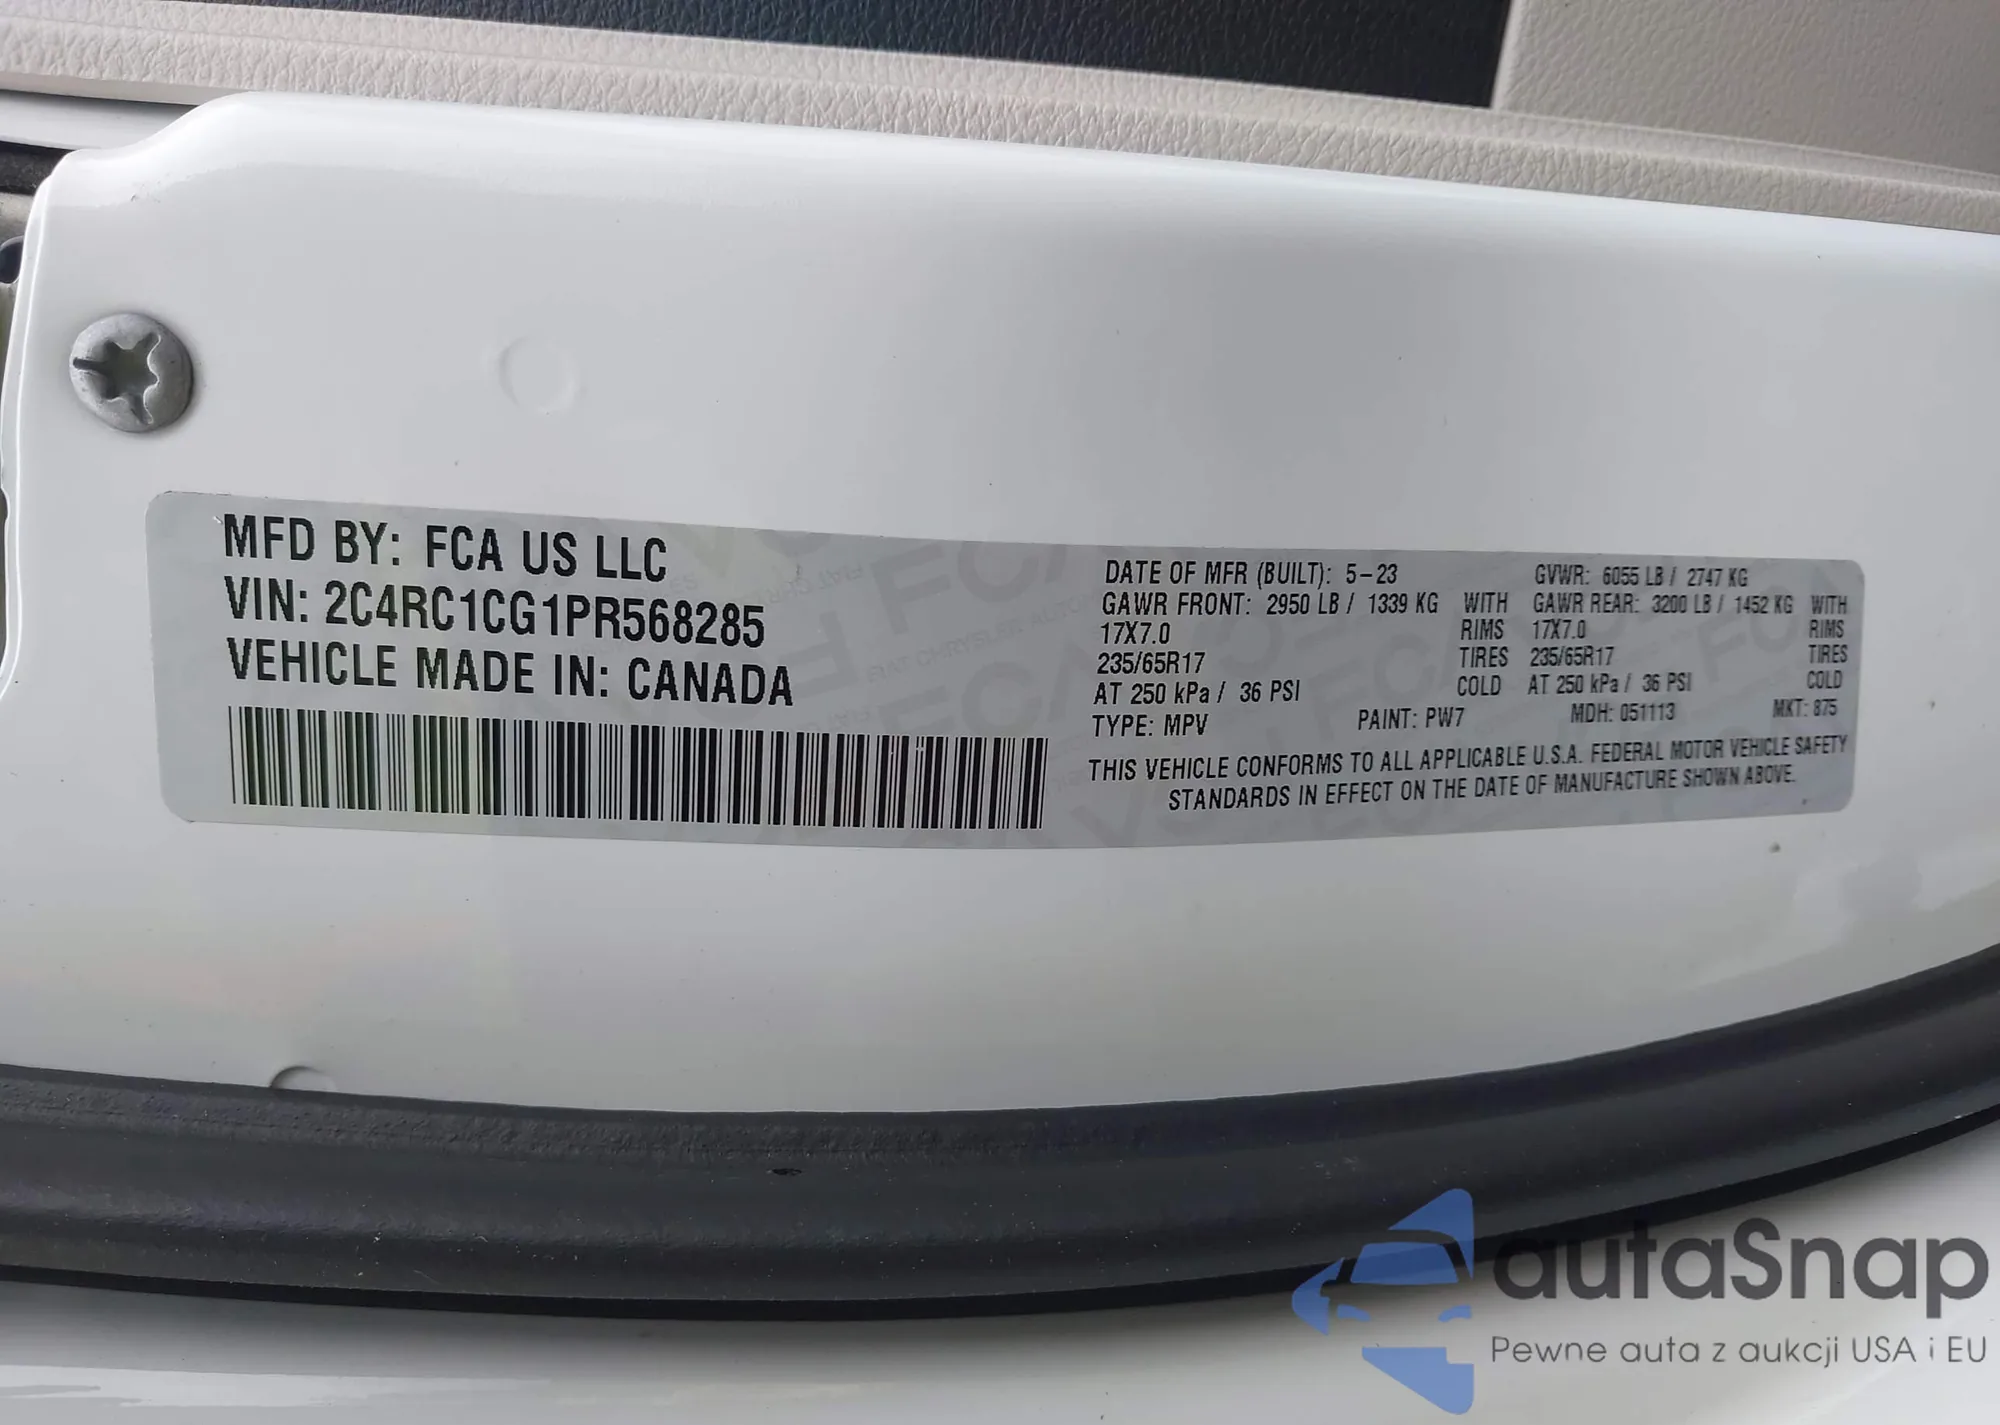 MFD BY: FCA US LLC
VIN: 2C4RC1CG1PR568285
VEHICLE MADE IN: CANADA
DATE OF MFR (BUILT): 5-23 GVWR: 6055 LB / 2747 KG
GAWR FRONT: 2950 LB / 1339 KG WITH GAWR REAR: 3200 LB / 1452 KG WITH
17X7.0 RIMS 17X7.0 RIMS
235/65R17 TIRES 235/65R17 TIRES
AT 250 kPa / 36 PSI COLD AT 250 kPa / 36 PSI COLD
TYPE: MPV PAINT: PW7 MDH: 051113 MKT: 875
THIS VEHICLE CONFORMS TO ALL APPLICABLE U.S.A. FEDERAL MOTOR VEHICLE SAFETY
STANDARDS IN EFFECT ON THE DATE OF MANUFACTURE SHOWN ABOVE.
autaSnap
Pewne auta z aukcji USA i EU